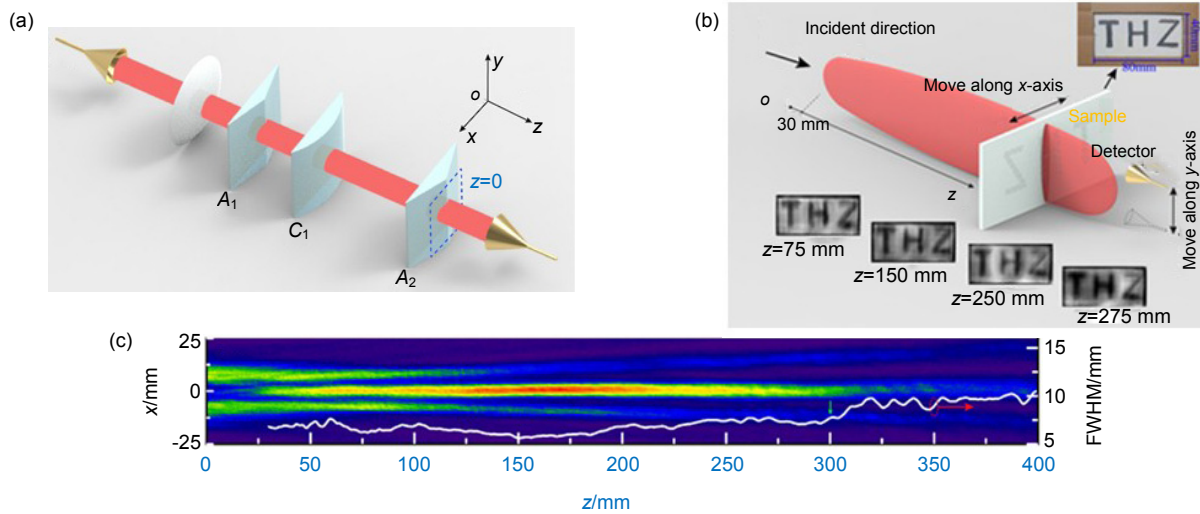 (a)
y
o
x
z
z=0
A1
C1
A2
(b)
Incident direction
THZ
40mm
80mm
Move along x-axis
o
30 mm
Sample
Detector
z
Move along y-axis
THZ
z=75 mm
THZ
z=150 mm
THZ
z=250 mm
THZ
z=275 mm
(c)
25
0
-25
x/mm
15
10
5
FWHM/mm
0 50 100 150 200 250 300 350 400
z/mm